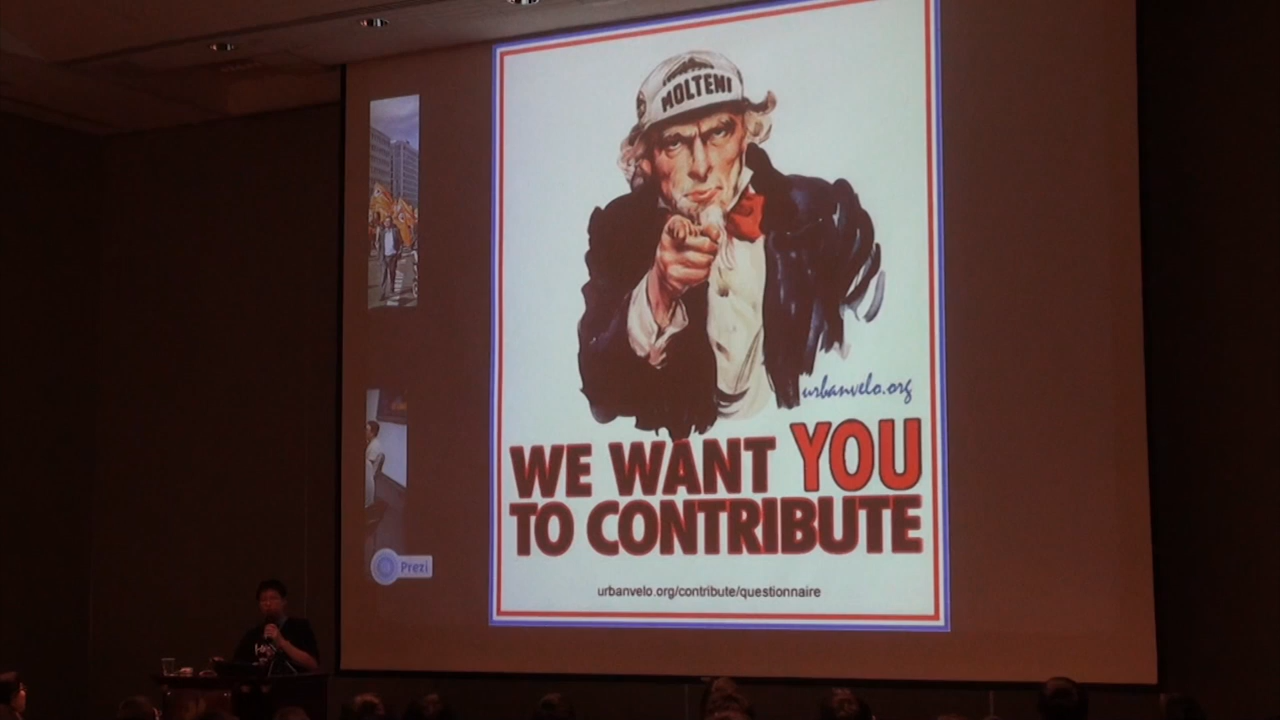 MOLTENI
urbanvelo.org
WE WANT YOU
TO CONTRIBUTE
urbanvelo.org/contribute/questionnaire
Prezi